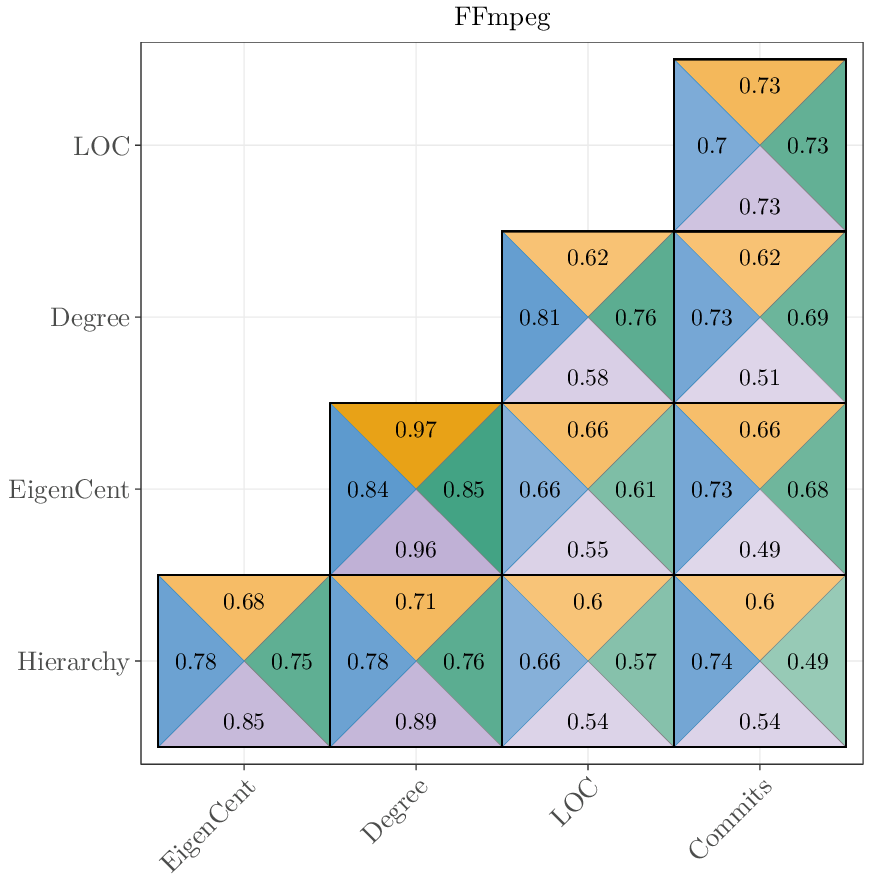 FFmpeg
0.73
LOC
0.7 0.73
0.73
0.62 0.62
Degree
0.81 0.76 0.73 0.69
0.58 0.51
0.97 0.66 0.66
EigenCent
0.84 0.85 0.66 0.61 0.73 0.68
0.96 0.55 0.49
0.68 0.71 0.6 0.6
Hierarchy
0.78 0.75 0.78 0.76 0.66 0.57 0.74 0.49
0.85 0.89 0.54 0.54
EigenCent
Degree
LOC
Commits